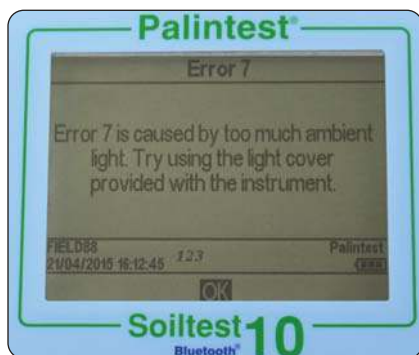 Palintest®
Error 7
Error 7 is caused by too much ambient
light. Try using the light cover
provided with the instrument.
FIELD88 Palintest
21/04/2015 16:12:45 123
OK
Soiltest 10
Bluetooth®